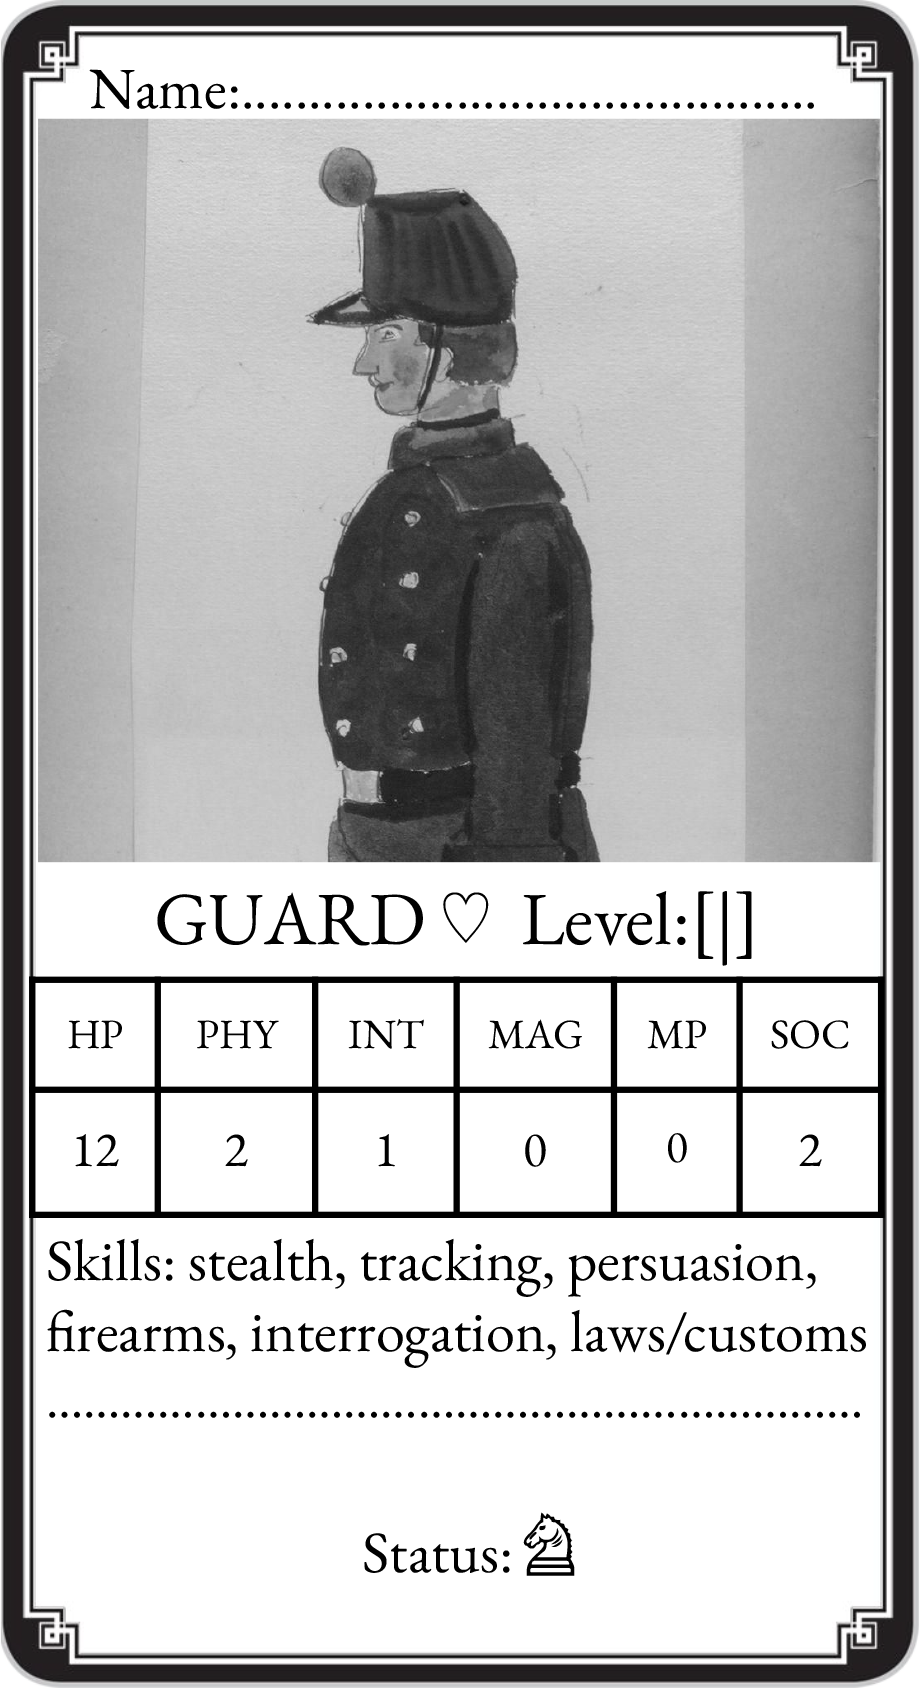 Name:...........................................
GUARD ♡ Level:[|]
HP PHY INT MAG MP SOC
12 2 1 0 0 2
Skills: stealth, tracking, persuasion,
firearms, interrogation, laws/customs
.................................................................
Status: ♘